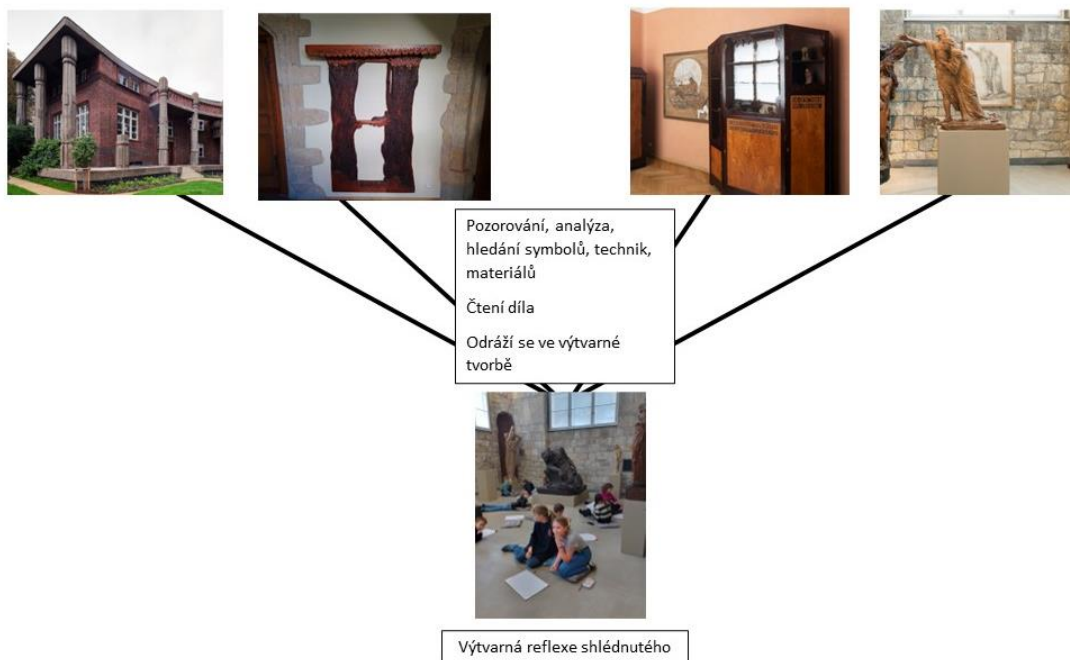 Pozorování, analýza,
hledání symbolů, technik,
materiálů
Čtení díla
Odráží se ve výtvarné
tvorbě
Výtvarná reflexe shlédnutého